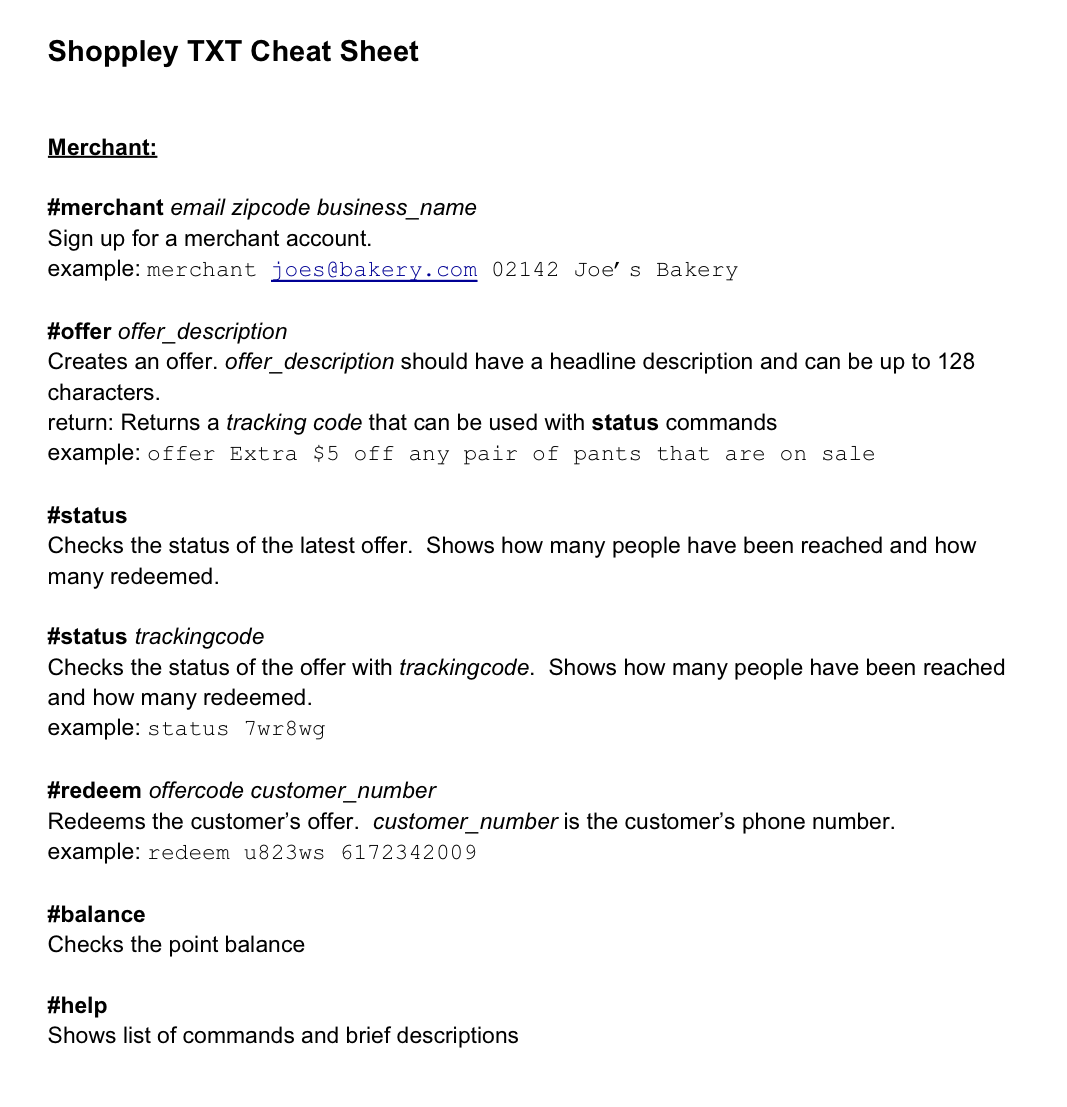 Shoppley TXT Cheat Sheet
Merchant:
#merchant email zipcode business_name
Sign up for a merchant account.
example: merchant joes@bakery.com 02142 Joe’s Bakery
#offer offer_description
Creates an offer. offer_description should have a headline description and can be up to 128
characters.
return: Returns a tracking code that can be used with status commands
example: offer Extra $5 off any pair of pants that are on sale
#status
Checks the status of the latest offer.  Shows how many people have been reached and how
many redeemed.
#status trackingcode
Checks the status of the offer with trackingcode.  Shows how many people have been reached
and how many redeemed.
example: status 7wr8wg
#redeem offercode customer_number
Redeems the customer’s offer.  customer_number is the customer’s phone number.
example: redeem u823ws 6172342009
#balance
Checks the point balance
#help
Shows list of commands and brief descriptions